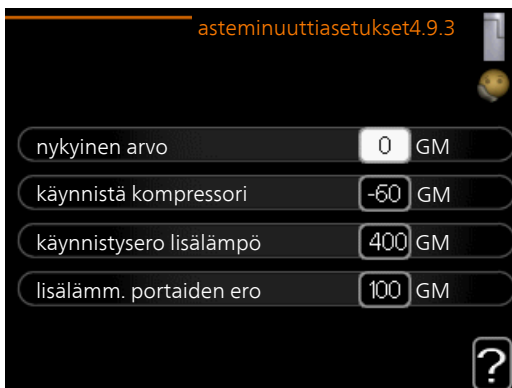 asteminuuttiasetukset4.9.3
nykyinen arvo 0 GM
käynnistä kompressori -60 GM
käynnistysero lisälämpö 400 GM
lisälämm. portaiden ero 100 GM
?